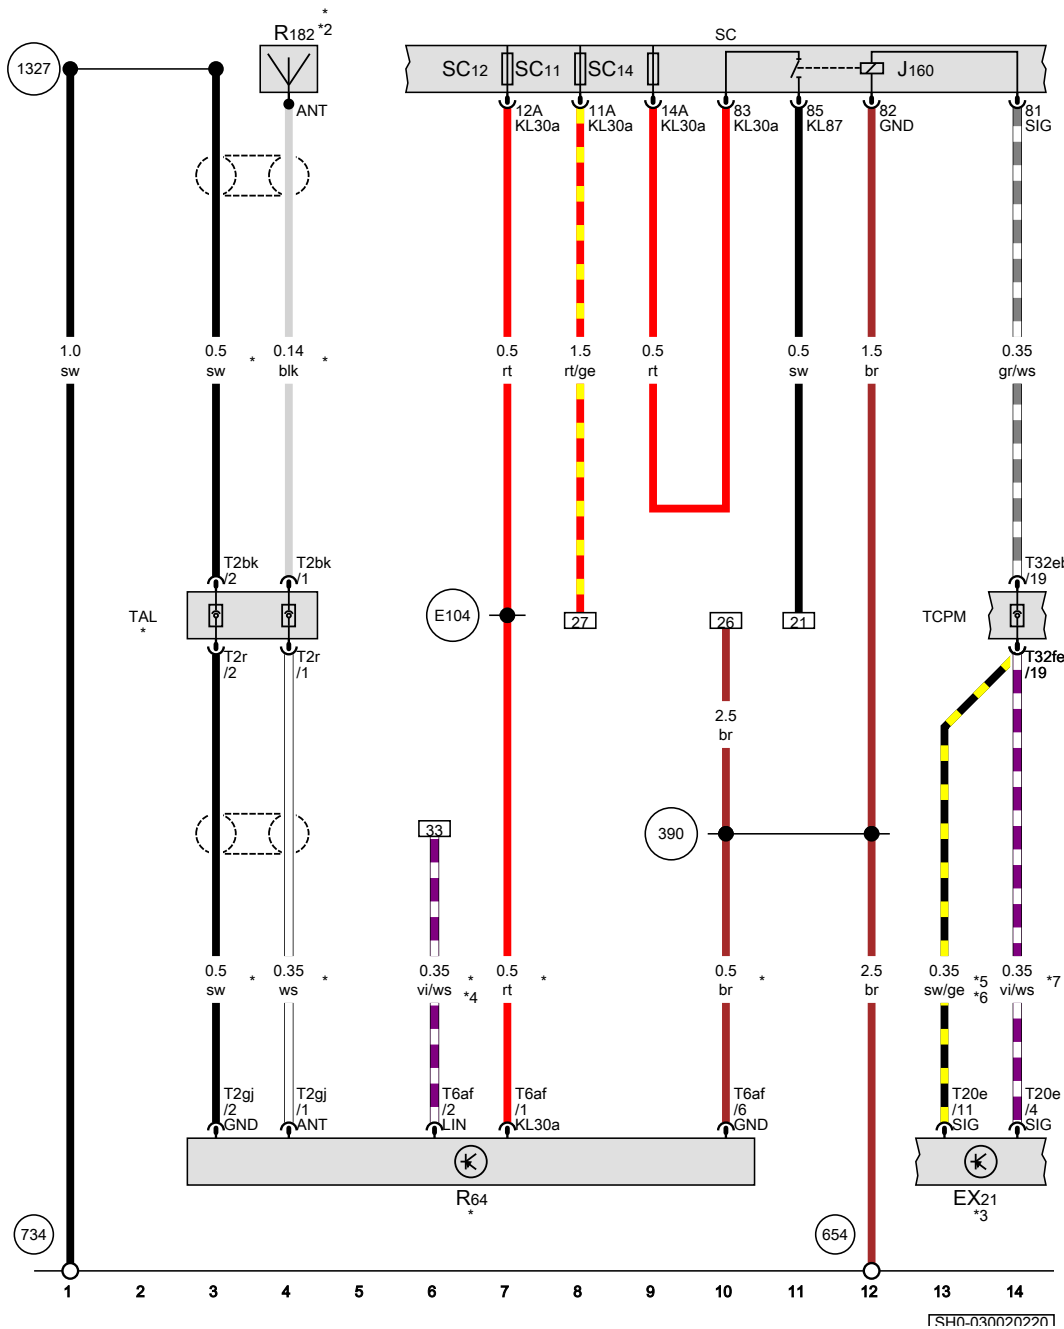 *
R182 *2
SC
1327
SC12
SC11
SC14
J160
ANT
12A
KL30a
11A
KL30a
14A
KL30a
83
KL30a
85
KL87
82
GND
81
SIG
1.0
sw
0.5
sw
*
0.14
blk
*
0.5
rt
1.5
rt/ge
0.5
rt
0.5
sw
1.5
br
0.35
gr/ws
T2bk
/2
T2bk
/1
T32eb
/19
TAL
*
E104
27
26
21
TCPM
T2r
/2
T2r
/1
T32fe
/19
2.5
br
33
390
0.5
sw
*
0.35
ws
*
0.35
vi/ws
*
*4
0.5
rt
*
0.5
br
*
2.5
br
0.35
sw/ge
*5
*6
0.35
vi/ws
*7
T2gj
/2
GND
T2gj
/1
ANT
T6af
/2
LIN
T6af
/1
KL30a
T6af
/6
GND
T20e
/11
SIG
T20e
/4
SIG
R64
*
EX21
*3
734
654
1 2 3 4 5 6 7 8 9 10 11 12 13 14
SH0-030020220